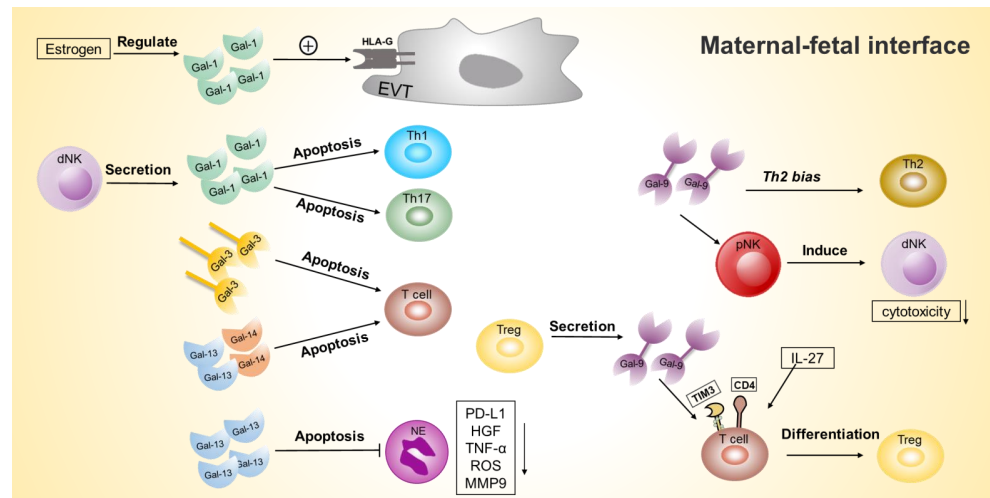 Maternal-fetal interface
Estrogen
Regulate
Gal-1
Gal-1
Gal-1
Gal-1
+
HLA-G
EVT
dNK
Secretion
Gal-1
Gal-1
Gal-1
Gal-1
Apoptosis
Th1
Apoptosis
Th17
Gal-3
Gal-3
Gal-3
Apoptosis
T cell
Gal-14
Gal-13
Gal-14
Gal-13
Apoptosis
Gal-13
Gal-13
Gal-13
Gal-13
Apoptosis
NE
PD-L1
HGF
TNF-α
ROS
MMP9
Gal-9
Gal-9
Th2 bias
Th2
pNK
Induce
dNK
cytotoxicity
Treg
Secretion
Gal-9
Gal-9
IL-27
TIM3
CD4
T cell
Differentiation
Treg